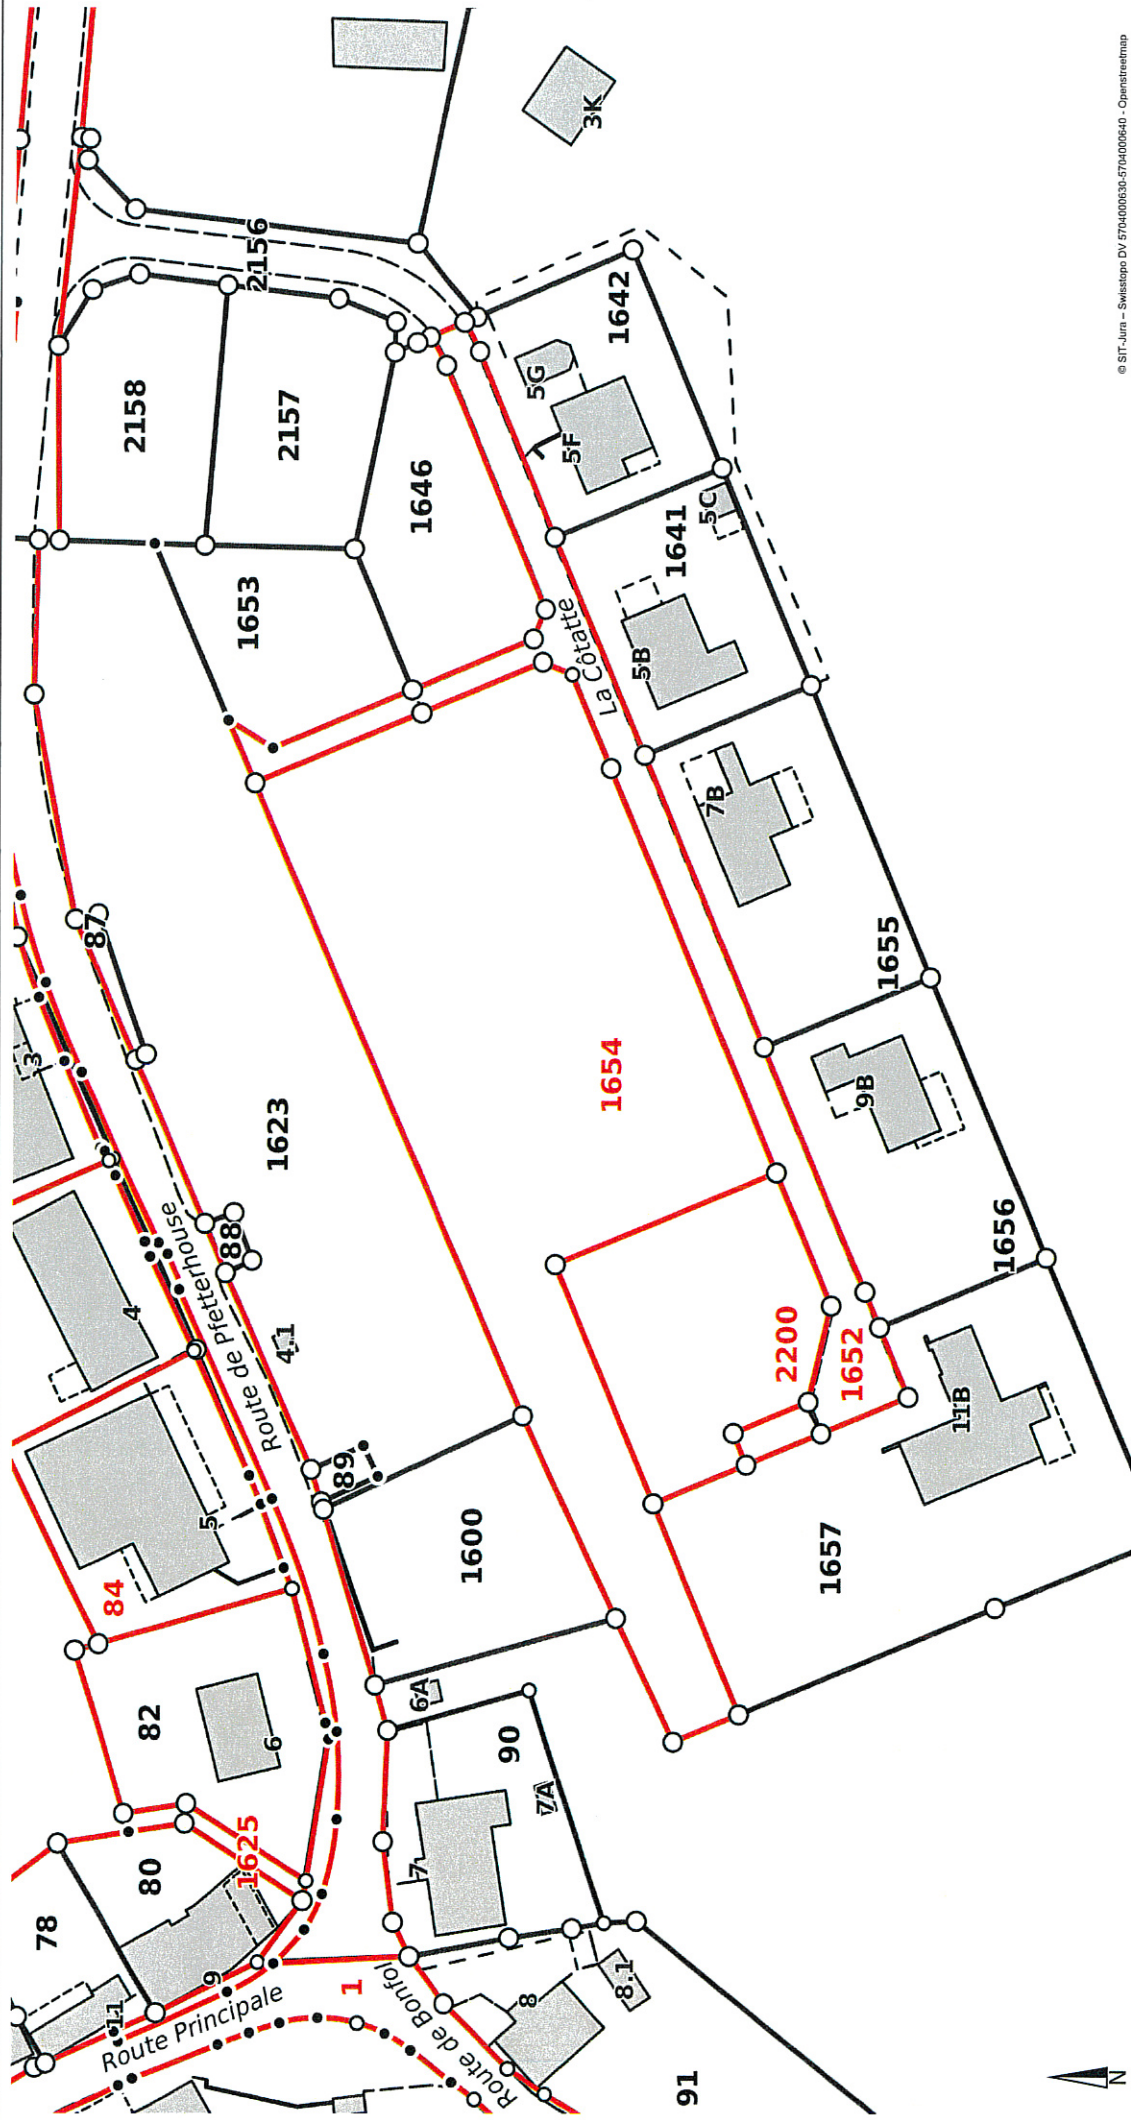 © SIT-Jura – Swisstopo DV 5704000630-5704000640 - Openstreetmap
3K
2156
2158
2157
1646
1642
5G
5F
5C
1641
5B
1653
La Côtatte
7B
87
3
1655
1654
9B
1623
88
Route de Pfetterhouse
4
4.1
1656
2200
1652
11B
89
5
1600
1657
84
82
6
6A
90
7A
7
1625
80
78
9
11
Route Principale
1
Route de Bonfol
8
8.1
91
N